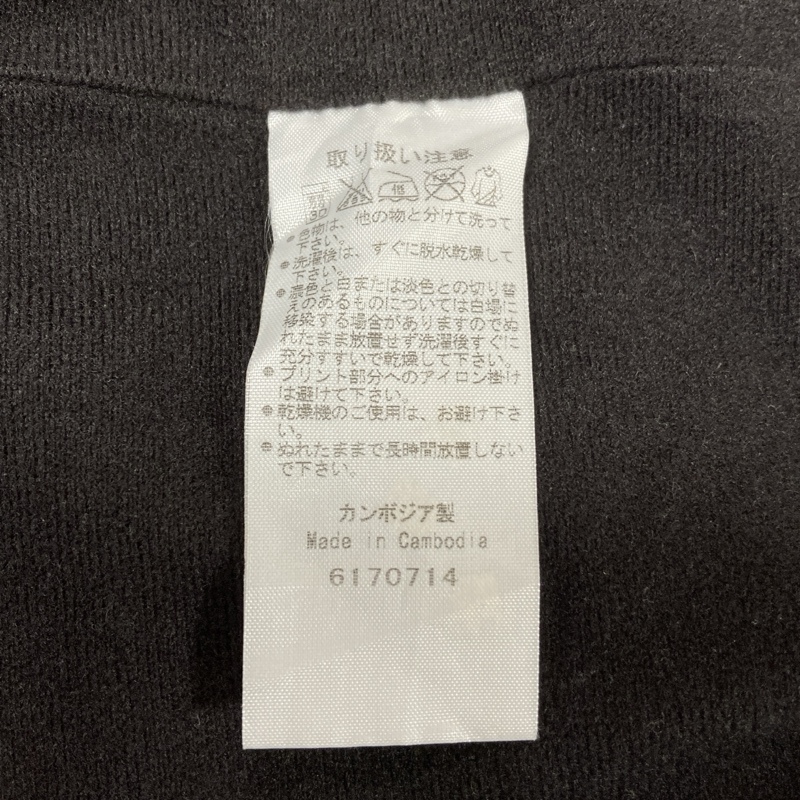 取り扱い注意
30
低
●色物は、他の物と分けて洗って
下さい。
●洗濯後は、すぐに脱水乾燥して
下さい。
●濃色と白または淡色との切り替
えのあるものについては白場に
移染する場合がありますのでぬ
れたまま放置せず洗濯後すぐに
充分すすいで乾燥して下さい。
●プリント部分へのアイロン掛け
は避けて下さい。
●乾燥機のご使用は、お避け下さ
い。
●ぬれたままで長時間放置しない
で下さい。
カンボジア製
Made in Cambodia
6170714